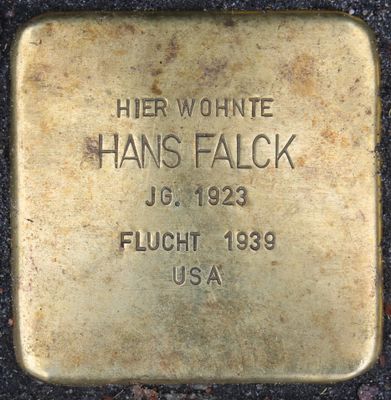 HIER WOHNTE
HANS FALCK
JG. 1923
FLUCHT 1939
USA